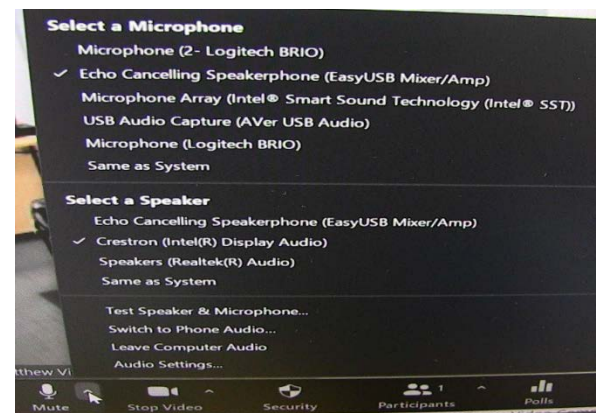 Select a Microphone
Microphone (2- Logitech BRIO)
Echo Cancelling Speakerphone (EasyUSB Mixer/Amp)
Microphone Array (Intel® Smart Sound Technology (Intel® SST))
USB Audio Capture (AVer USB Audio)
Microphone (Logitech BRIO)
Same as System
Select a Speaker
Echo Cancelling Speakerphone (EasyUSB Mixer/Amp)
Crestron (Intel(R) Display Audio)
Speakers (Realtek(R) Audio)
Same as System
Test Speaker & Microphone...
Switch to Phone Audio...
Leave Computer Audio
Audio Settings...
tthew Vi
Mute Stop Video Security Participants 1 Polls